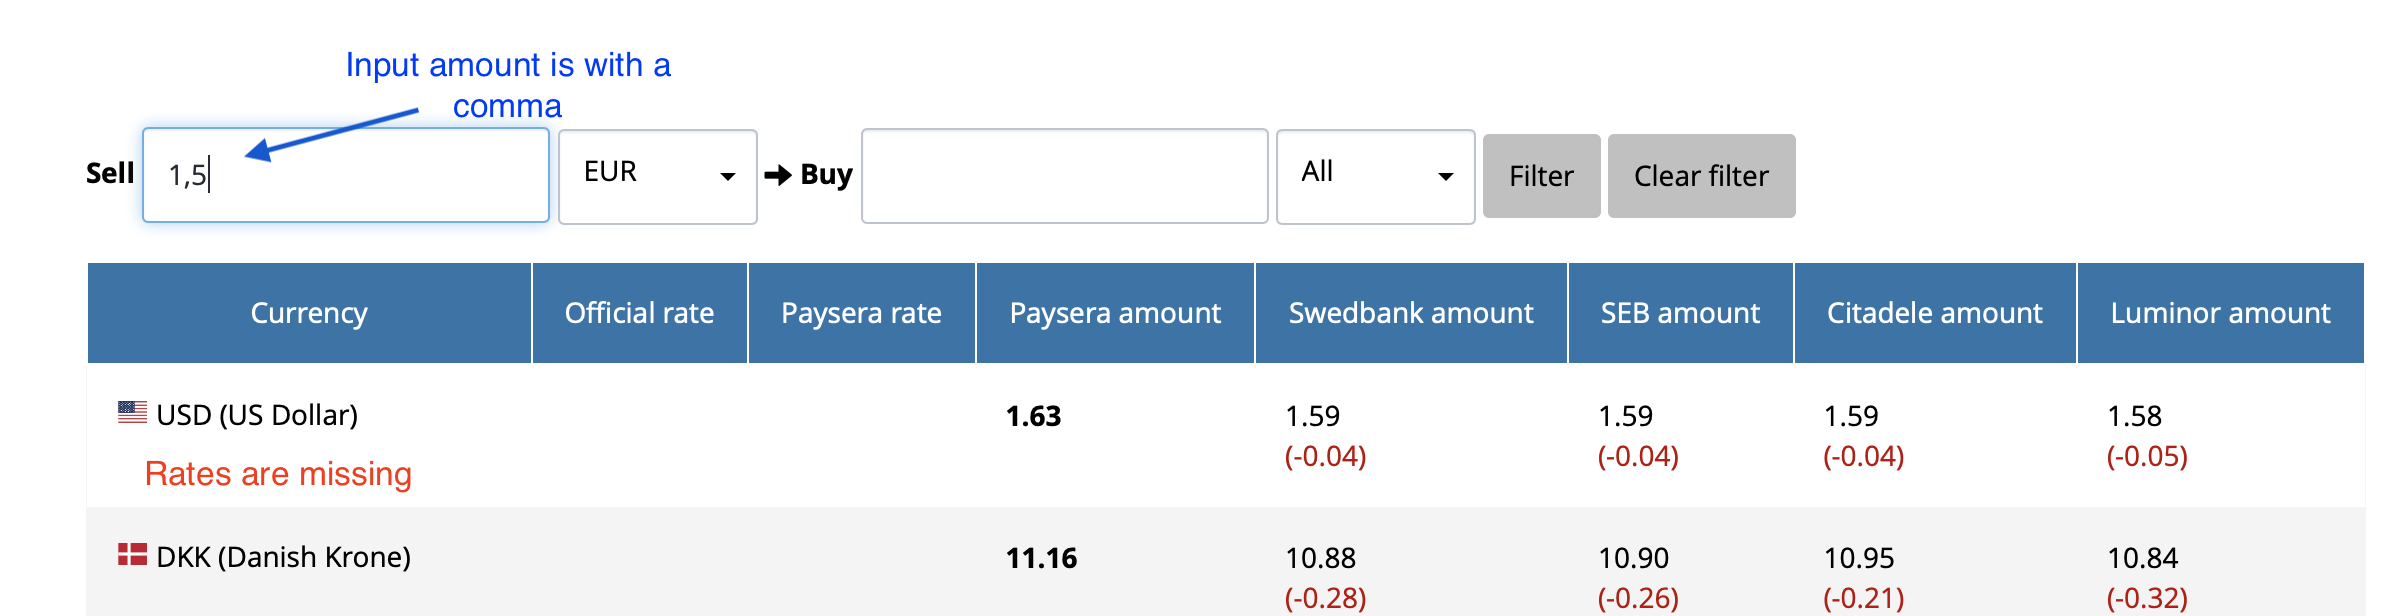 Input amount is with a
comma
Sell 1,5 EUR Buy All Filter Clear filter
Currency Official rate Paysera rate Paysera amount Swedbank amount SEB amount Citadele amount Luminor amount
USD (US Dollar) 1.63 1.59 1.59 1.59 1.58
(-0.04) (-0.04) (-0.04) (-0.05)
Rates are missing
DKK (Danish Krone) 11.16 10.88 10.90 10.95 10.84
(-0.28) (-0.26) (-0.21) (-0.32)